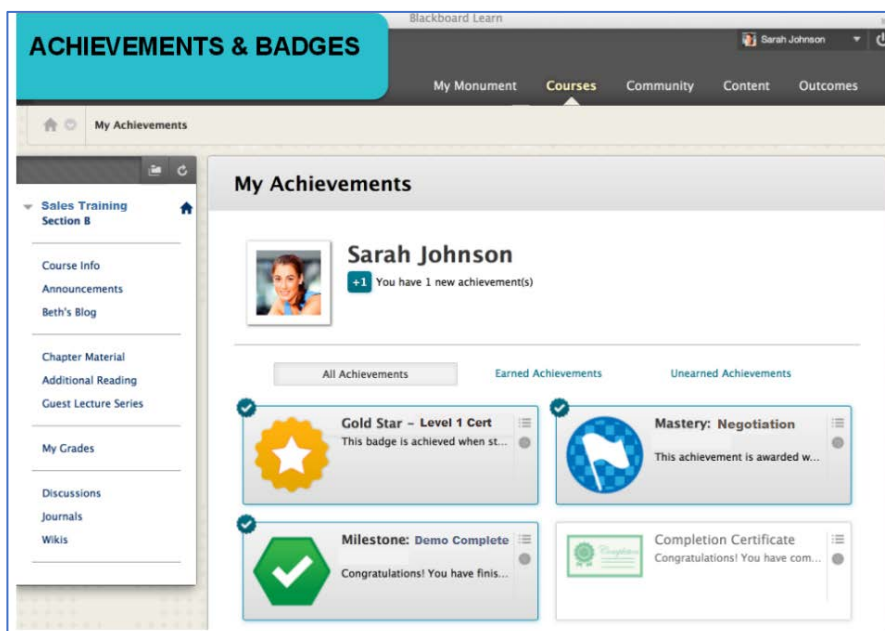 Blackboard Learn
ACHIEVEMENTS & BADGES
Sarah Johnson
My Monument
Courses
Community
Content
Outcomes
My Achievements
Sales Training
Section B
Course Info
Announcements
Beth's Blog
Chapter Material
Additional Reading
Guest Lecture Series
My Grades
Discussions
Journals
Wikis
My Achievements
Sarah Johnson
+1 You have 1 new achievement(s)
All Achievements
Earned Achievements
Unearned Achievements
Gold Star – Level 1 Cert
This badge is achieved when st...
Mastery: Negotiation
This achievement is awarded w...
Milestone: Demo Complete
Congratulations! You have finis...
Completion Certificate
Congratulations! You have com...